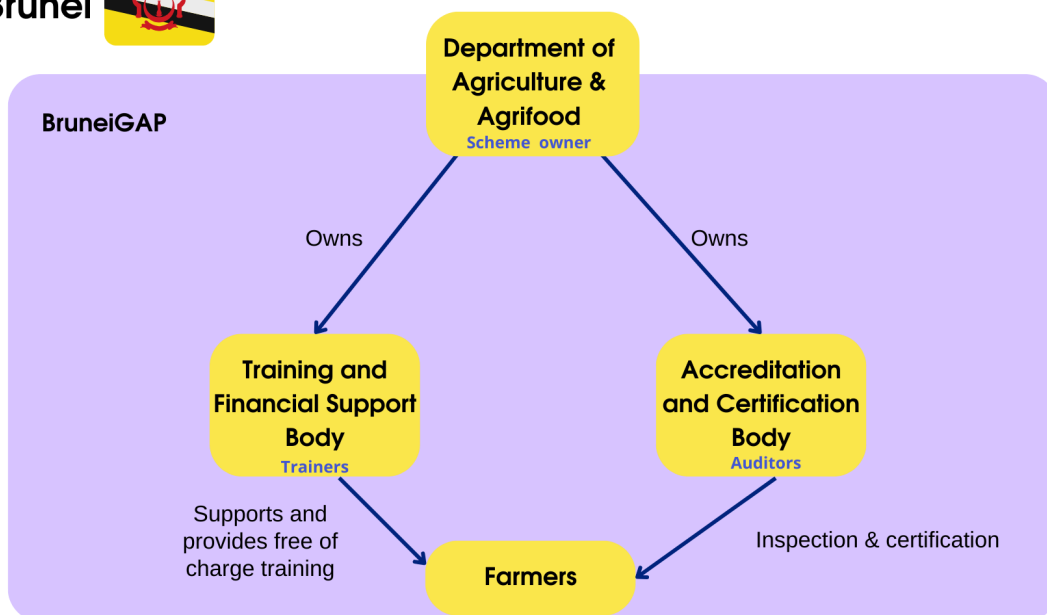 Brunei
BruneiGAP
Department of
Agriculture &
Agrifood
Scheme owner
Owns
Owns
Training and
Financial Support
Body
Trainers
Accreditation
and Certification
Body
Auditors
Supports and
provides free of
charge training
Inspection & certification
Farmers